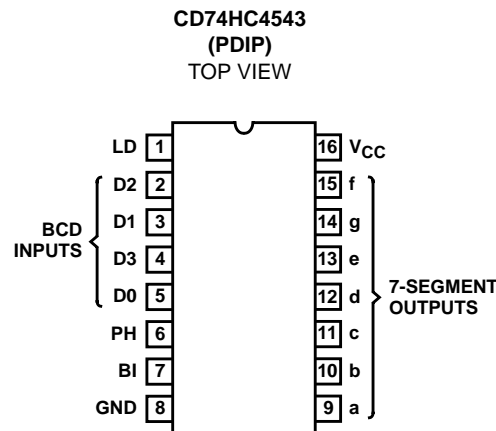 CD74HC4543
(PDIP)
TOP VIEW
LD 1 16 VCC
D2 2 15 f
D1 3 14 g
D3 4 13 e
D0 5 12 d
PH 6 11 c
BI 7 10 b
GND 8 9 a
BCD
INPUTS
7-SEGMENT
OUTPUTS